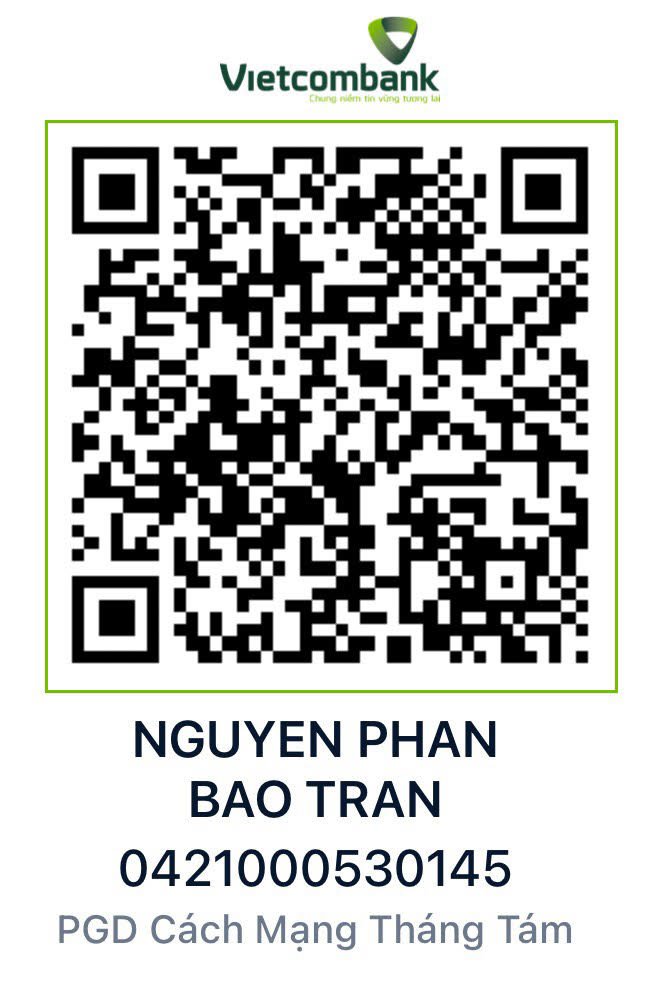 Vietcombank
Chung niềm tin vững tương lai
NGUYEN PHAN
BAO TRAN
0421000530145
PGD Cách Mạng Tháng Tám